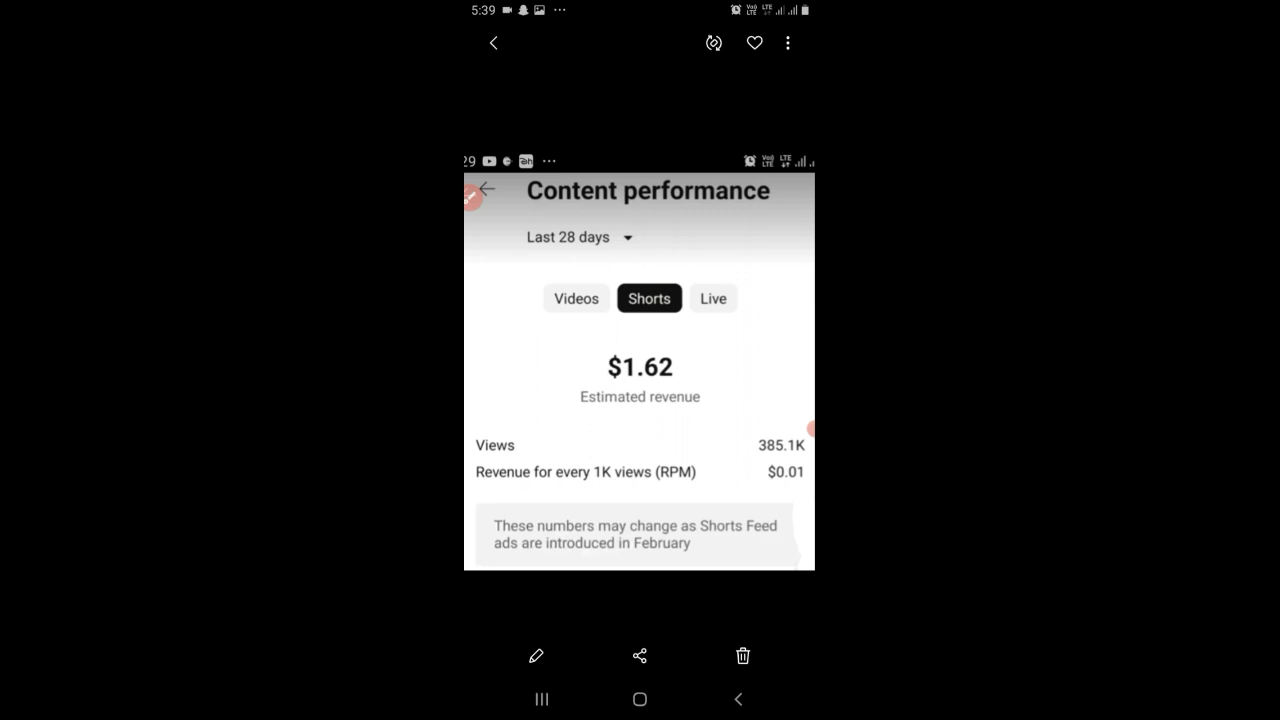 5:39
29
Content performance
Last 28 days
Videos Shorts Live
$1.62
Estimated revenue
Views 385.1K
Revenue for every 1K views (RPM) $0.01
These numbers may change as Shorts Feed
ads are introduced in February